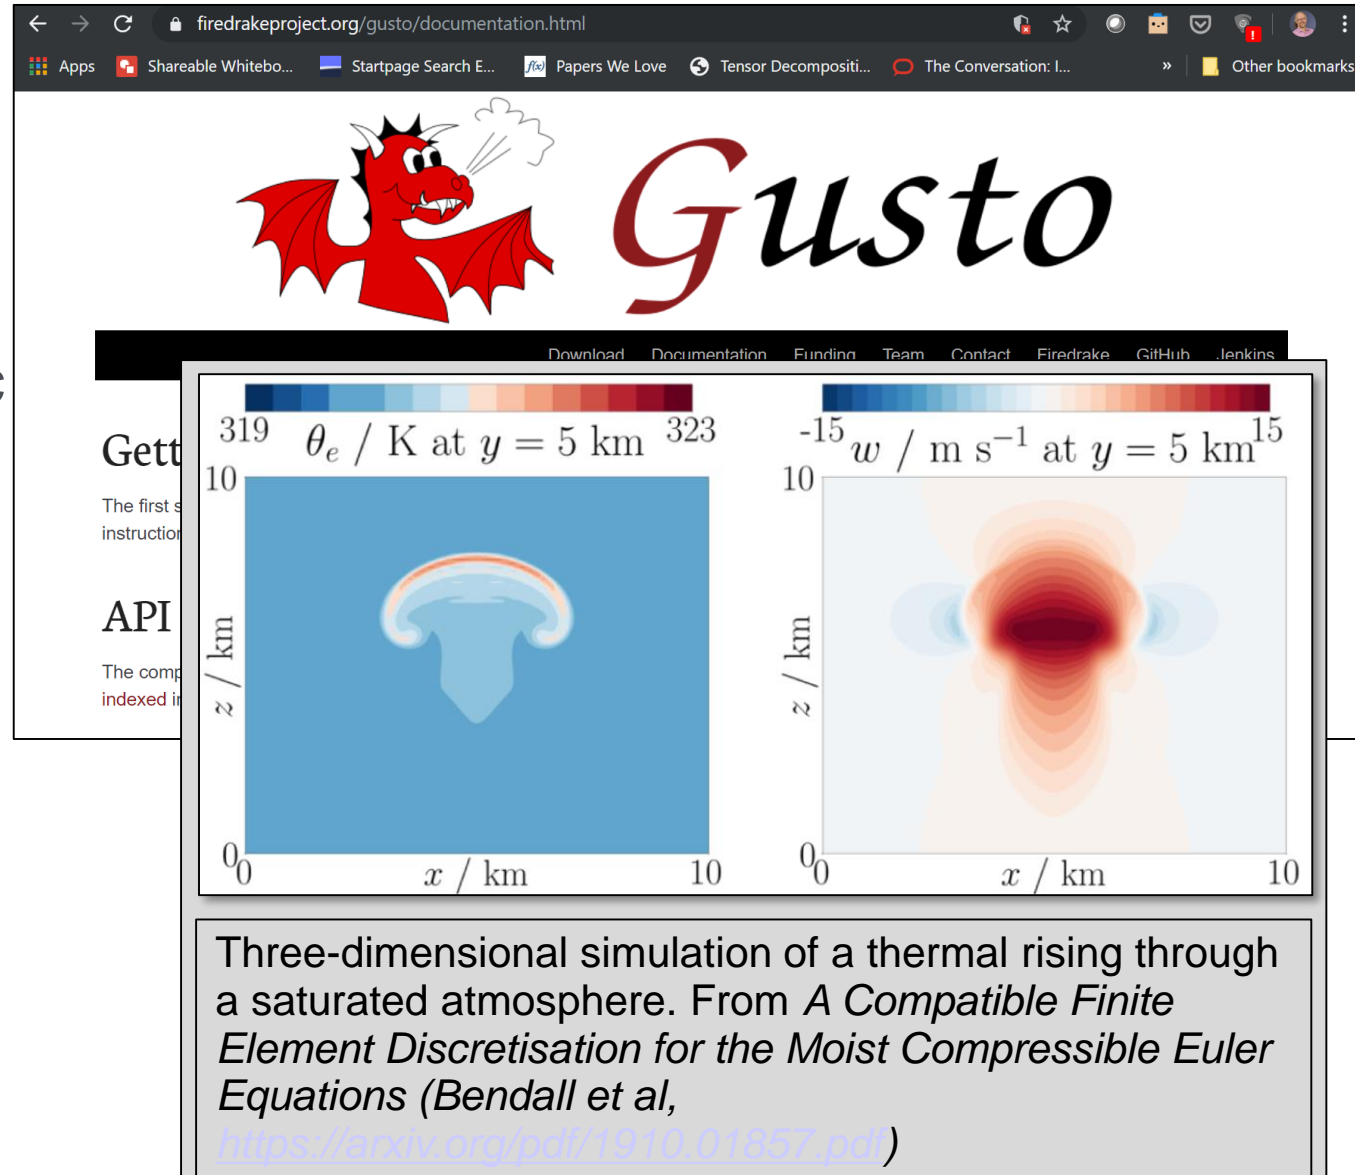 firedrakeproject.org/gusto/documentation.html
Apps Shareable Whitebo... Startpage Search E... f(x) Papers We Love Tensor Decompositi... The Conversation: I... » Other bookmarks
Gusto
Download Documentation Funding Team Contact Firedrake GitHub Jenkins
c
Gett
The first s
instruction
API
The comp
indexed i
319 θe / K at y = 5 km 323
10
z / km
0
0 x / km 10
-15 w / m s−1 at y = 5 km 15
10
z / km
0
0 x / km 10
Three-dimensional simulation of a thermal rising through
a saturated atmosphere. From A Compatible Finite
Element Discretisation for the Moist Compressible Euler
Equations (Bendall et al,
https://arxiv.org/pdf/1910.01857.pdf)